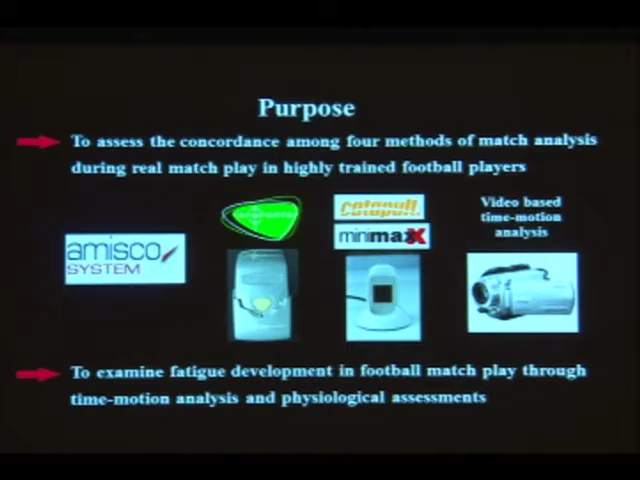 Purpose
To assess the concordance among four methods of match analysis
during real match play in highly trained football players
amisco
SYSTEM
catapult
minimaxX
Video based
time-motion
analysis
To examine fatigue development in football match play through
time-motion analysis and physiological assessments